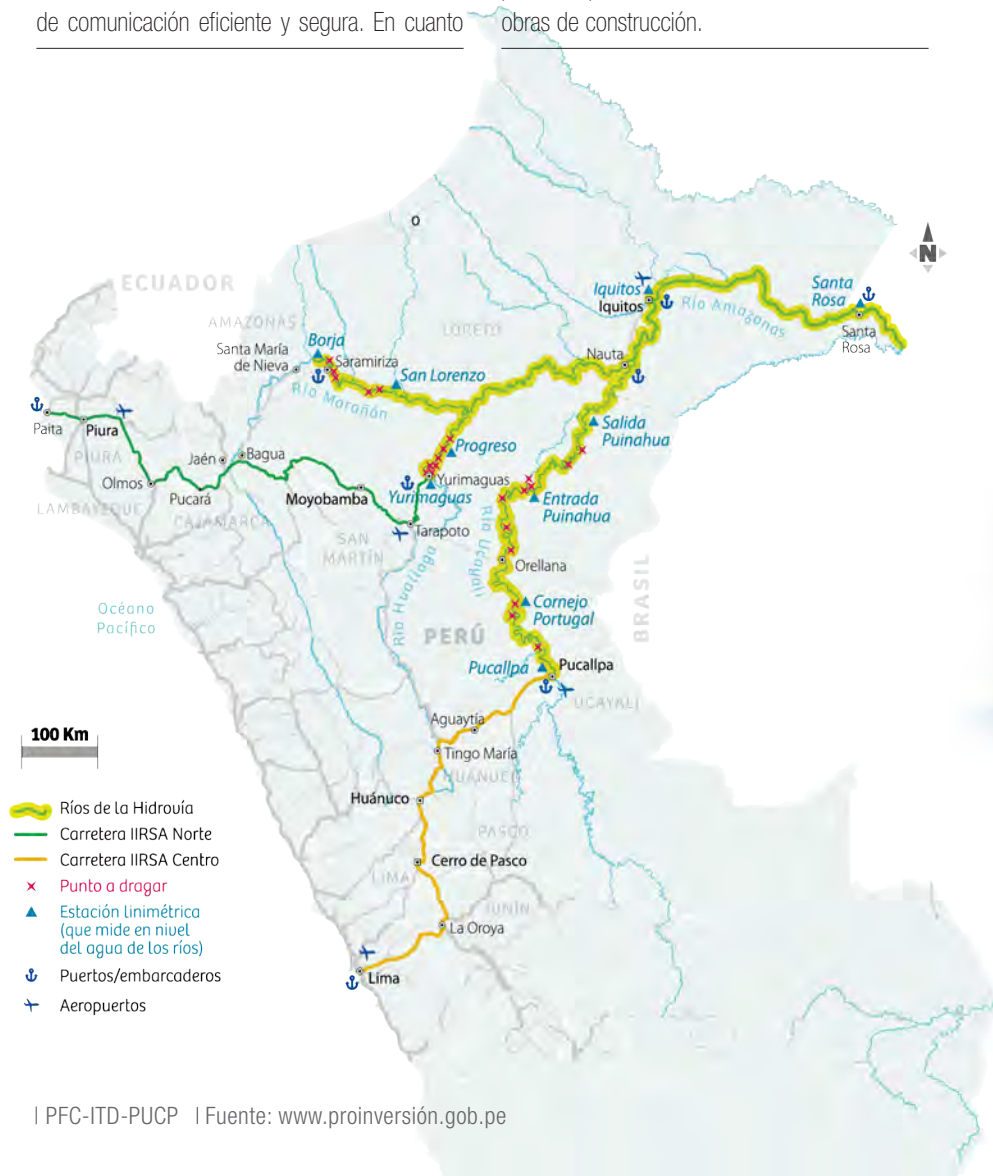 de comunicación eficiente y segura. En cuanto
obras de construcción.
ECUADOR
AMAZONAS
LORETO
N
Borja
Santa María
de Nieva
Saramiriza
San Lorenzo
Río Marañón
Iquitos
Iquitos
Río Amazonas
Santa
Rosa
Santa
Rosa
Nauta
Salida
Puinahua
Paita
Piura
PIURA
Jaén
Bagua
Olmos
Pucará
LAMBAYEQUE
CAJAMARCA
Moyobamba
SAN
MARTÍN
Progreso
Yurimaguas
Yurimaguas
Tarapoto
Río Huallaga
Entrada
Puinahua
Río Ucayali
Orellana
BRASIL
Océano
Pacífico
PERÚ
Cornejo
Portugal
Pucallpa
Pucallpa
UCAYALI
Aguaytía
Tingo María
HUÁNUCO
Huánuco
PASCO
Cerro de Pasco
LIMA
JUNÍN
La Oroya
Lima
100 Km
Ríos de la Hidrovía
Carretera IIRSA Norte
Carretera IIRSA Centro
Punto a dragar
Estación linimétrica
(que mide en nivel
del agua de los ríos)
Puertos/embarcaderos
Aeropuertos
| PFC-ITD-PUCP | Fuente: www.proinversión.gob.pe